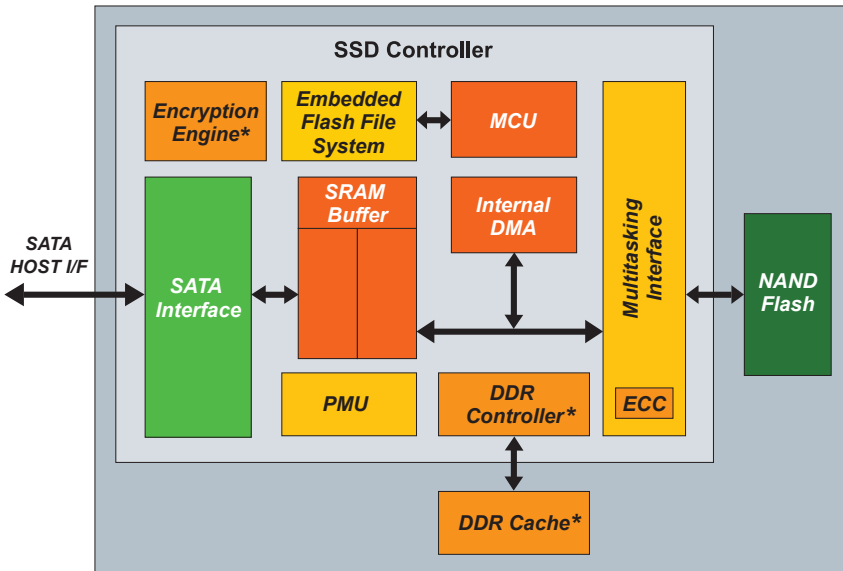 SSD Controller
Encryption
Engine*
Embedded
Flash File
System
MCU
SRAM
Buffer
Internal
DMA
Multitasking
Interface
SATA
HOST I/F
SATA
Interface
NAND
Flash
PMU
DDR
Controller*
ECC
DDR Cache*